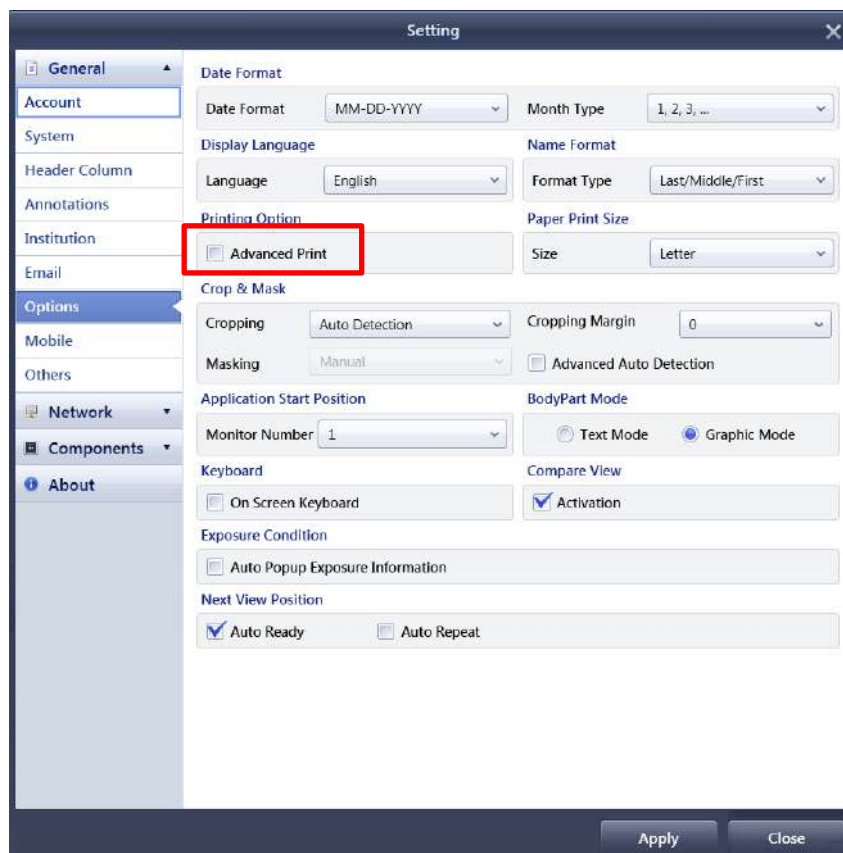 Setting
General
Account
System
Header Column
Annotations
Institution
Email
Options
Mobile
Others
Network
Components
About
Date Format
Date Format MM-DD-YYYY Month Type 1, 2, 3, ...
Display Language Name Format
Language English Format Type Last/Middle/First
Printing Option Paper Print Size
Advanced Print Size Letter
Crop & Mask
Cropping Auto Detection Cropping Margin 0
Masking Manual Advanced Auto Detection
Application Start Position BodyPart Mode
Monitor Number 1 Text Mode Graphic Mode
Keyboard Compare View
On Screen Keyboard Activation
Exposure Condition
Auto Popup Exposure Information
Next View Position
Auto Ready Auto Repeat
Apply Close